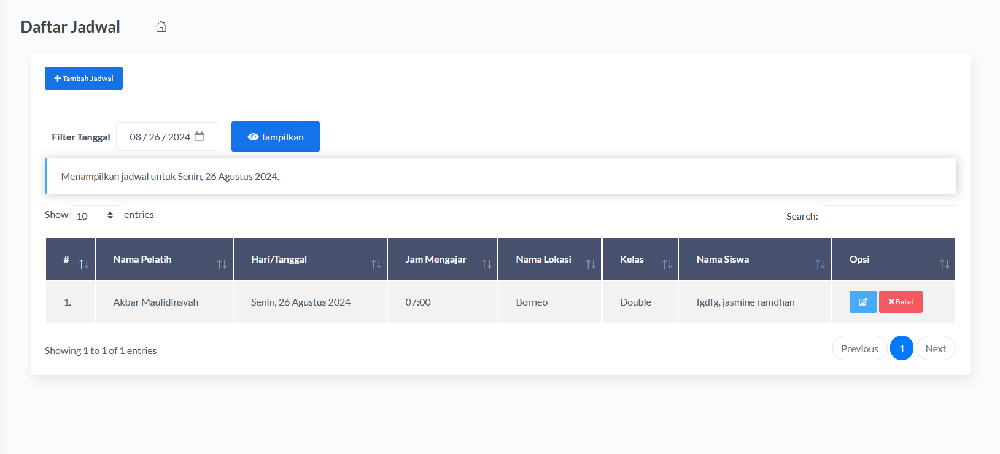 Daftar Jadwal
Tambah Jadwal
Filter Tanggal 08 / 26 / 2024 Tampilkan
Menampilkan jadwal untuk Senin, 26 Agustus 2024.
Show 10 entries Search:
# Nama Pelatih Hari/Tanggal Jam Mengajar Nama Lokasi Kelas Nama Siswa Opsi
1. Akbar Maulidinsyah Senin, 26 Agustus 2024 07:00 Borneo Double fgdfg, jasmine ramdhan Batal
Showing 1 to 1 of 1 entries Previous 1 Next